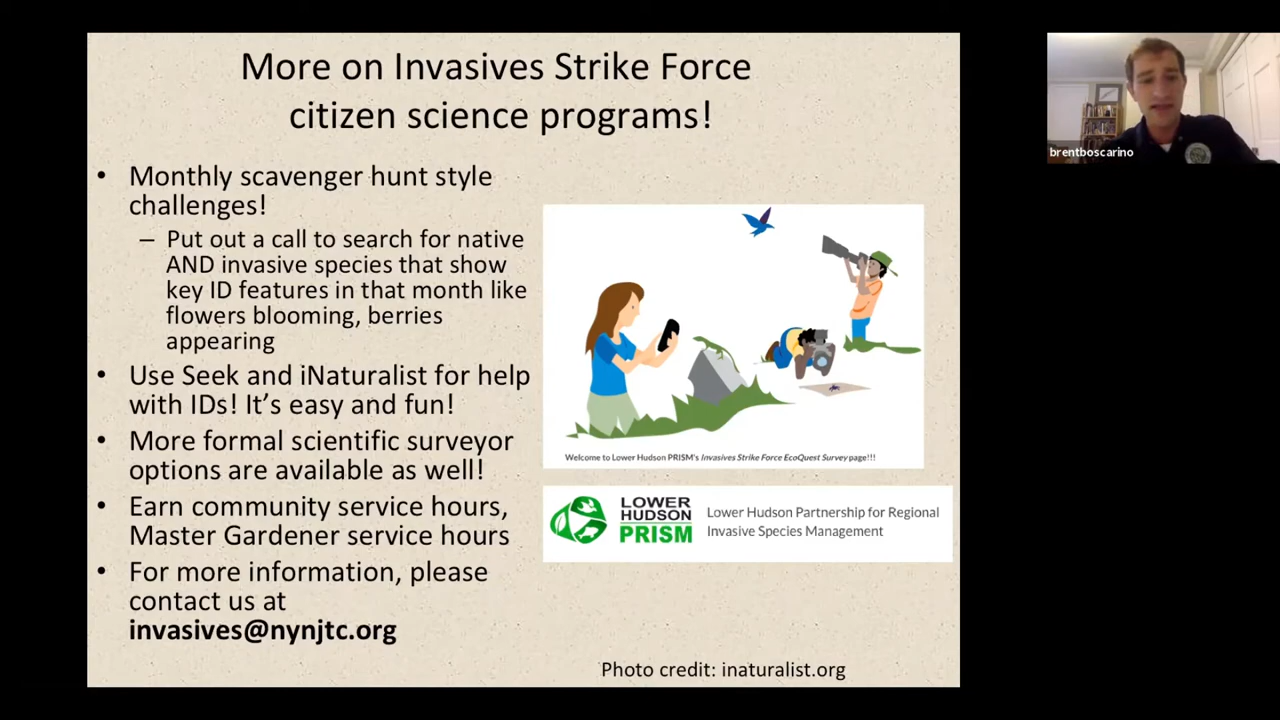 More on Invasives Strike Force
citizen science programs!
• Monthly scavenger hunt style
challenges!
– Put out a call to search for native
AND invasive species that show
key ID features in that month like
flowers blooming, berries
appearing
• Use Seek and iNaturalist for help
with IDs! It's easy and fun!
• More formal scientific surveyor
options are available as well!
• Earn community service hours,
Master Gardener service hours
• For more information, please
contact us at
invasives@nynjtc.org
Welcome to Lower Hudson PRISM's Invasives Strike Force EcoQuest Survey page!!!
LOWER
HUDSON
PRISM
Lower Hudson Partnership for Regional
Invasive Species Management
Photo credit: inaturalist.org
brentboscarino